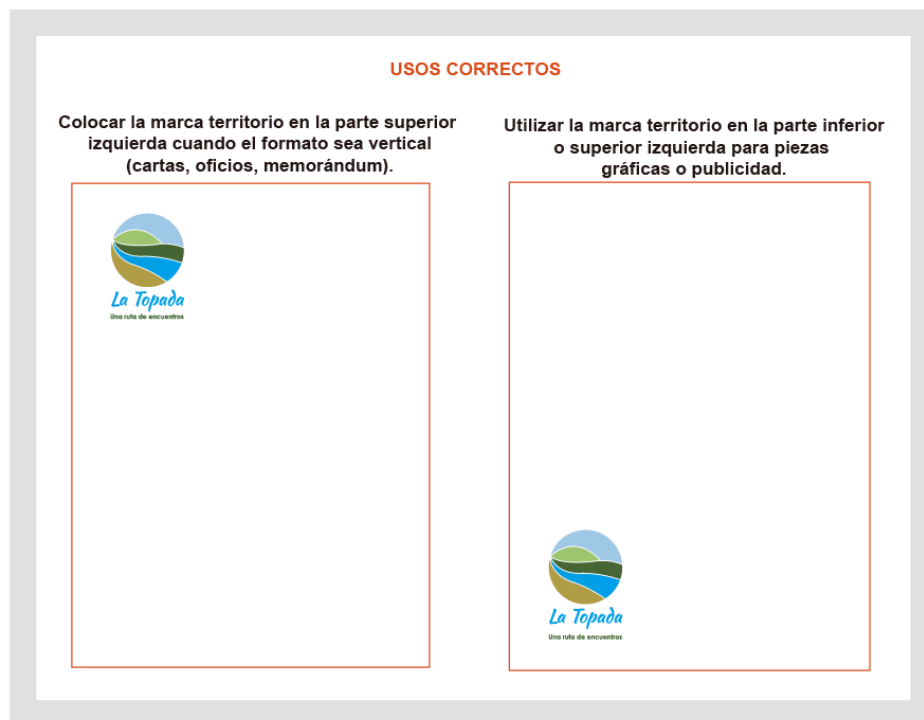 USOS CORRECTOS
Colocar la marca territorio en la parte superior
izquierda cuando el formato sea vertical
(cartas, oficios, memorándum).
La Topada
Una ruta de encuentros
Utilizar la marca territorio en la parte inferior
o superior izquierda para piezas
gráficas o publicidad.
La Topada
Una ruta de encuentros